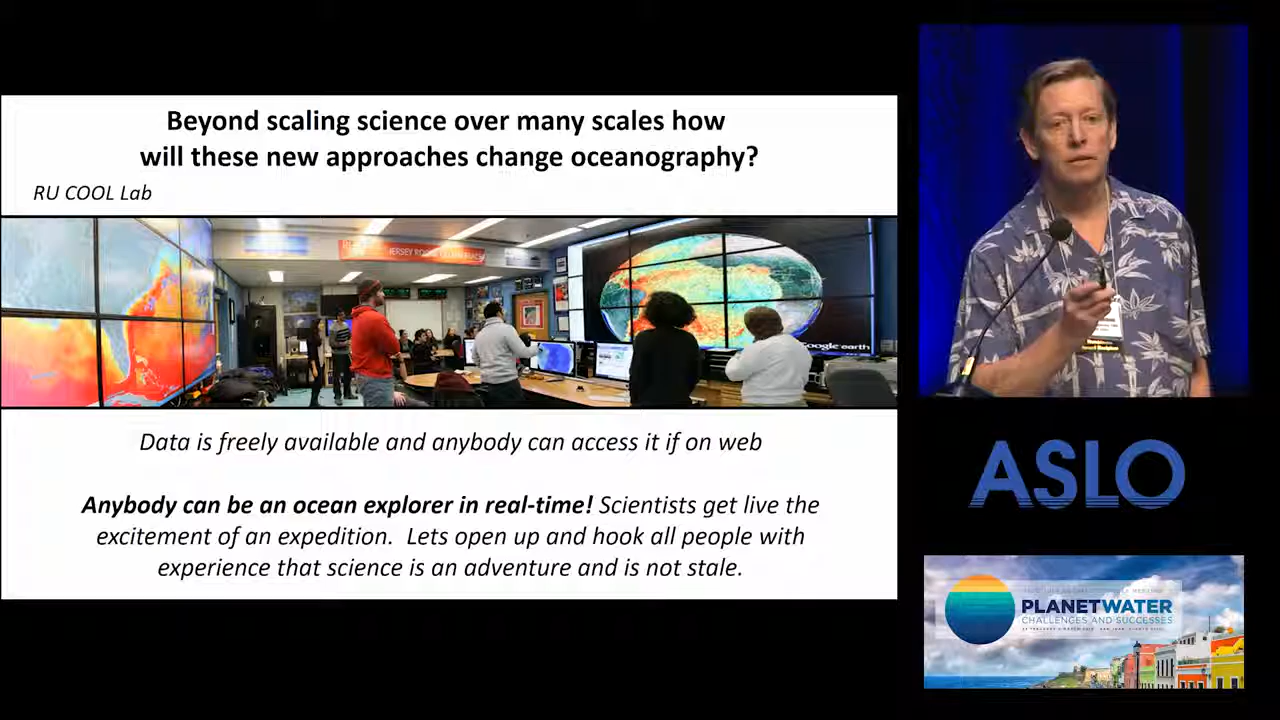 Beyond scaling science over many scales how
will these new approaches change oceanography?
RU COOL Lab
Google earth
Data is freely available and anybody can access it if on web
Anybody can be an ocean explorer in real-time! Scientists get live the
excitement of an expedition.  Lets open up and hook all people with
experience that science is an adventure and is not stale.
ASLO
PLANETWATER
CHALLENGES AND SUCCESSES